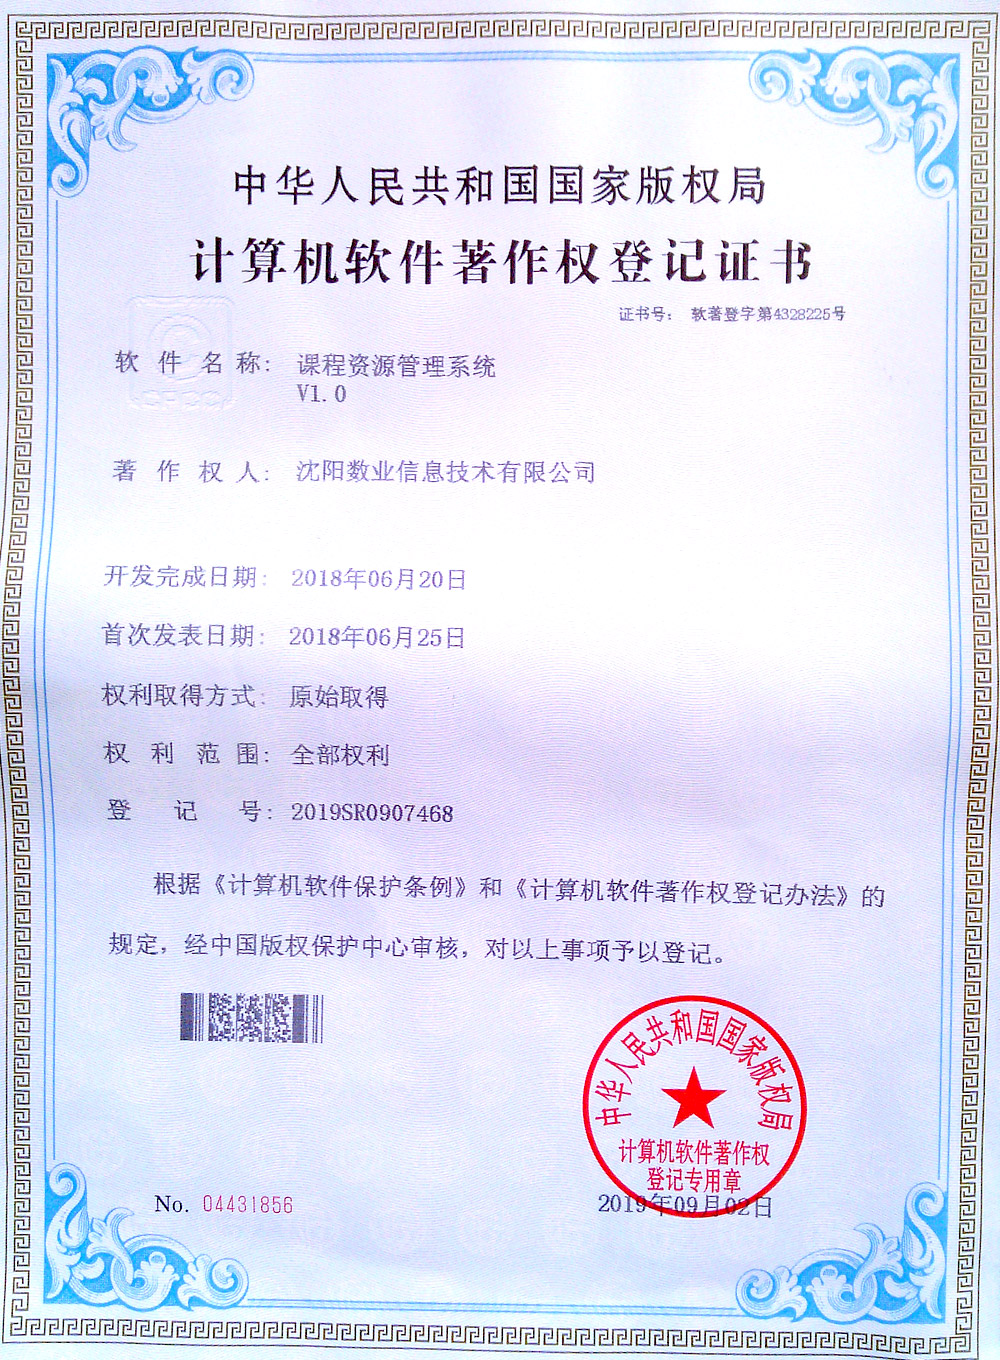 中华人民共和国国家版权局
计算机软件著作权登记证书
证书号： 软著登字第4328225号
软件名称： 课程资源管理系统
V1.0
著作权人： 沈阳数业信息技术有限公司
开发完成日期： 2018年06月20日
首次发表日期： 2018年06月25日
权利取得方式： 原始取得
权利范围： 全部权利
登记号： 2019SR0907468
根据《计算机软件保护条例》和《计算机软件著作权登记办法》的
规定，经中国版权保护中心审核，对以上事项予以登记。
中华人民共和国国家版权局
计算机软件著作权
登记专用章
No. 04431856
2019年09月02日